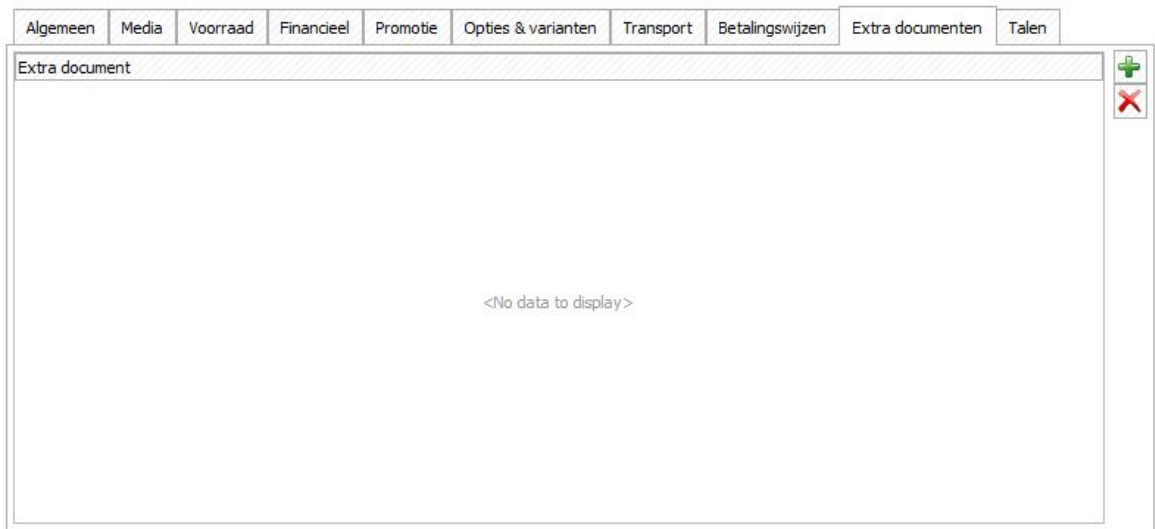 Algemeen Media Voorraad Financieel Promotie Opties & varianten Transport Betalingswijzen Extra documenten Talen
Extra document
<No data to display>